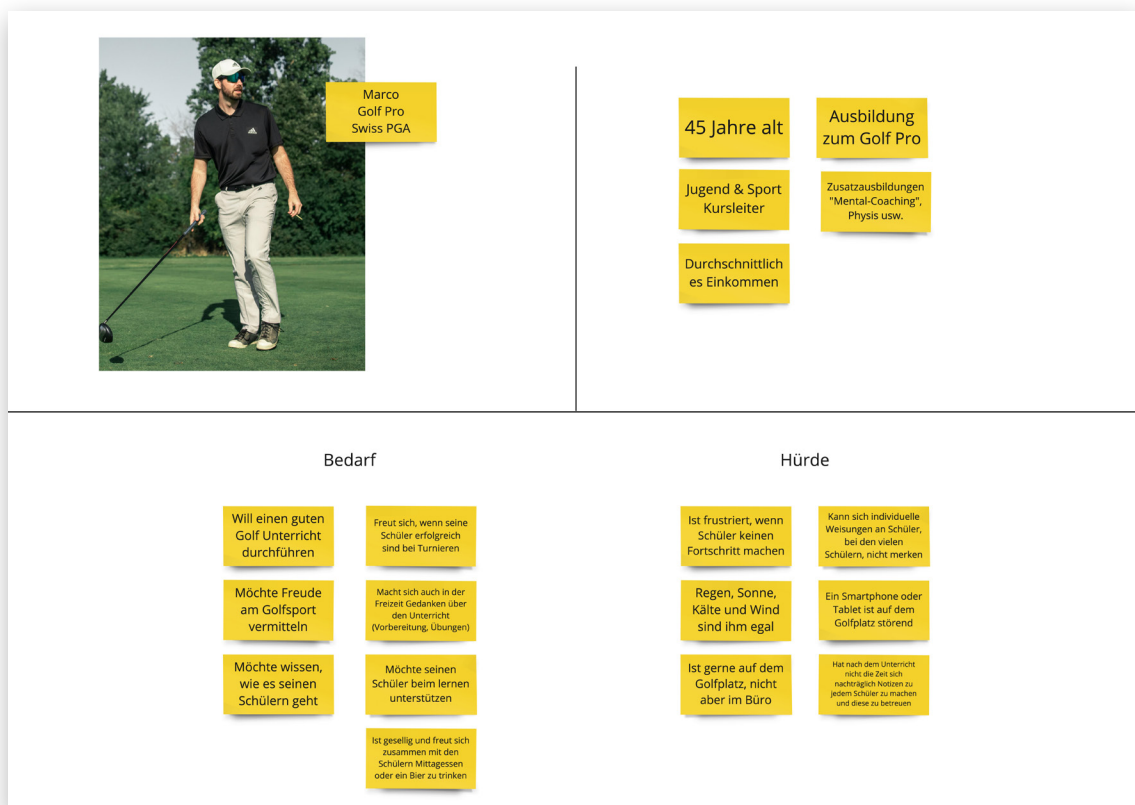 Marco
Golf Pro
Swiss PGA
45 Jahre alt
Ausbildung
zum Golf Pro
Jugend & Sport
Kursleiter
Zusatzausbildungen
"Mental-Coaching",
Physis usw.
Durchschnittlich
es Einkommen
Bedarf
Will einen guten
Golf Unterricht
durchführen
Freut sich, wenn seine
Schüler erfolgreich
sind bei Turnieren
Möchte Freude
am Golfsport
vermitteln
Macht sich auch in der
Freizeit Gedanken über
den Unterricht
(Vorbereitung, Übungen)
Möchte wissen,
wie es seinen
Schülern geht
Möchte seinen
Schüler beim lernen
unterstützen
Ist gesellig und freut sich
zusammen mit den
Schülern Mittagessen
oder ein Bier zu trinken
Hürde
Ist frustriert, wenn
Schüler keinen
Fortschritt machen
Kann sich individuelle
Weisungen an Schüler,
bei den vielen
Schülern, nicht merken
Regen, Sonne,
Kälte und Wind
sind ihm egal
Ein Smartphone oder
Tablet ist auf dem
Golfplatz störend
Ist gerne auf dem
Golfplatz, nicht
aber im Büro
Hat nach dem Unterricht
nicht die Zeit sich
nachträglich Notizen zu
jedem Schüler zu machen
und diese zu betreuen